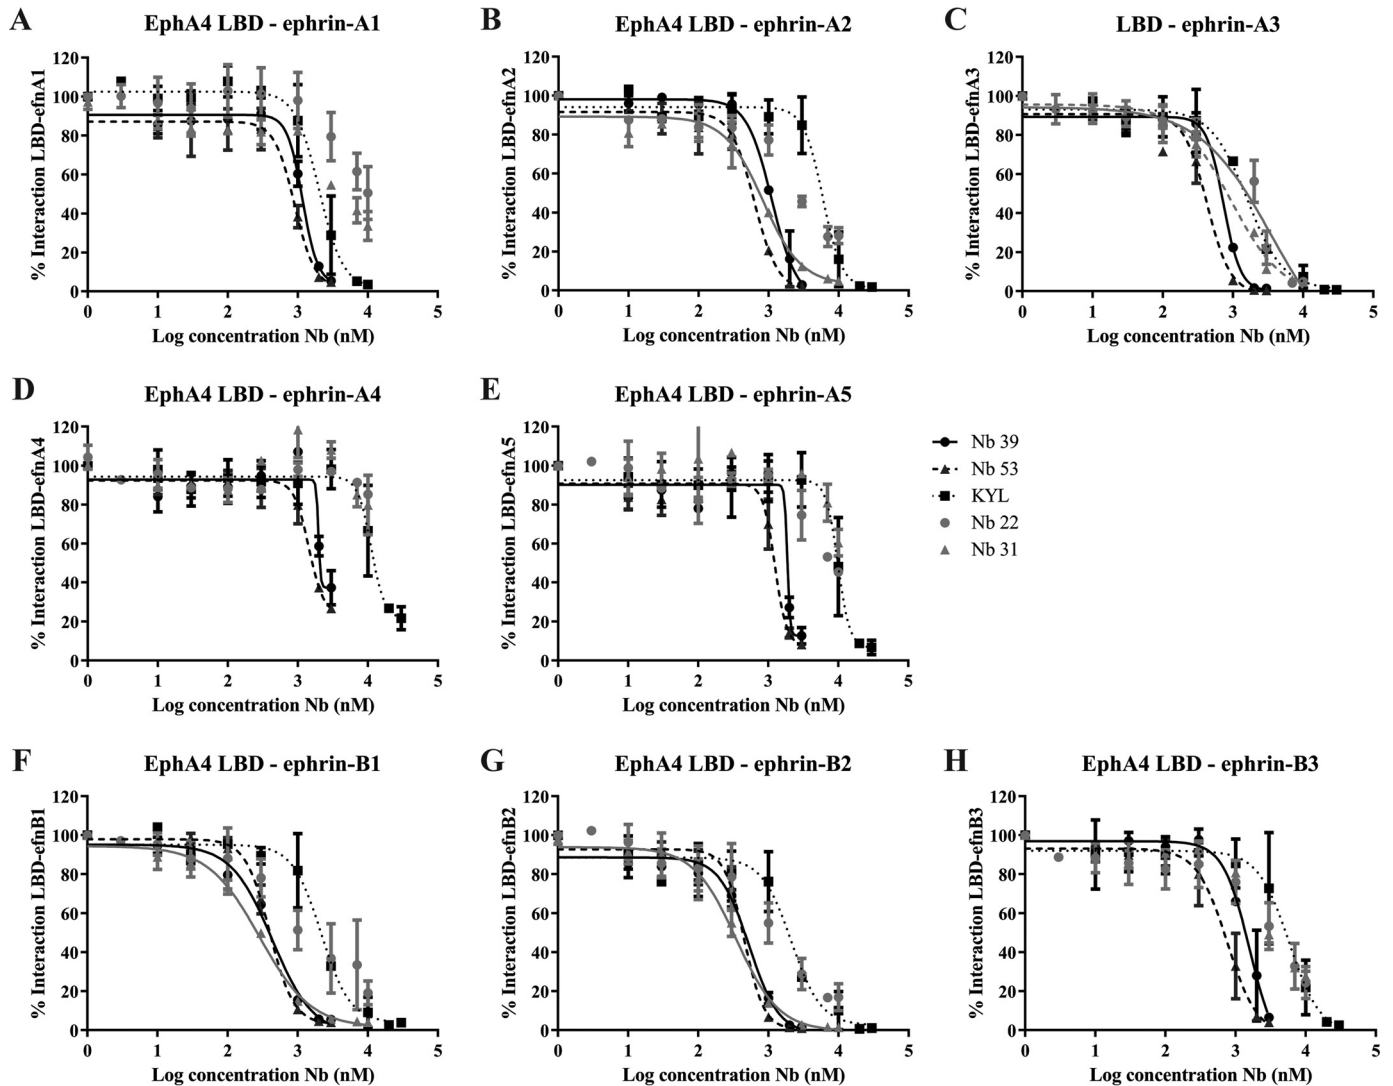 A EphA4 LBD - ephrin-A1
% Interaction LBD-efnA1
120
100
80
60
40
20
0
0 1 2 3 4 5
Log concentration Nb (nM)
B EphA4 LBD - ephrin-A2
% Interaction LBD-efnA2
120
100
80
60
40
20
0
0 1 2 3 4 5
Log concentration Nb (nM)
C LBD - ephrin-A3
% Interaction LBD-efnA3
120
100
80
60
40
20
0
0 1 2 3 4 5
Log concentration Nb (nM)
D EphA4 LBD - ephrin-A4
% Interaction LBD-efnA4
120
100
80
60
40
20
0
0 1 2 3 4 5
Log concentration Nb (nM)
E EphA4 LBD - ephrin-A5
% Interaction LBD-efnA5
120
100
80
60
40
20
0
0 1 2 3 4 5
Log concentration Nb (nM)
Nb 39
Nb 53
KYL
Nb 22
Nb 31
F EphA4 LBD - ephrin-B1
% Interaction LBD-efnB1
120
100
80
60
40
20
0
0 1 2 3 4 5
Log concentration Nb (nM)
G EphA4 LBD - ephrin-B2
% Interaction LBD-efnB2
120
100
80
60
40
20
0
0 1 2 3 4 5
Log concentration Nb (nM)
H EphA4 LBD - ephrin-B3
% Interaction LBD-efnB3
120
100
80
60
40
20
0
0 1 2 3 4 5
Log concentration Nb (nM)